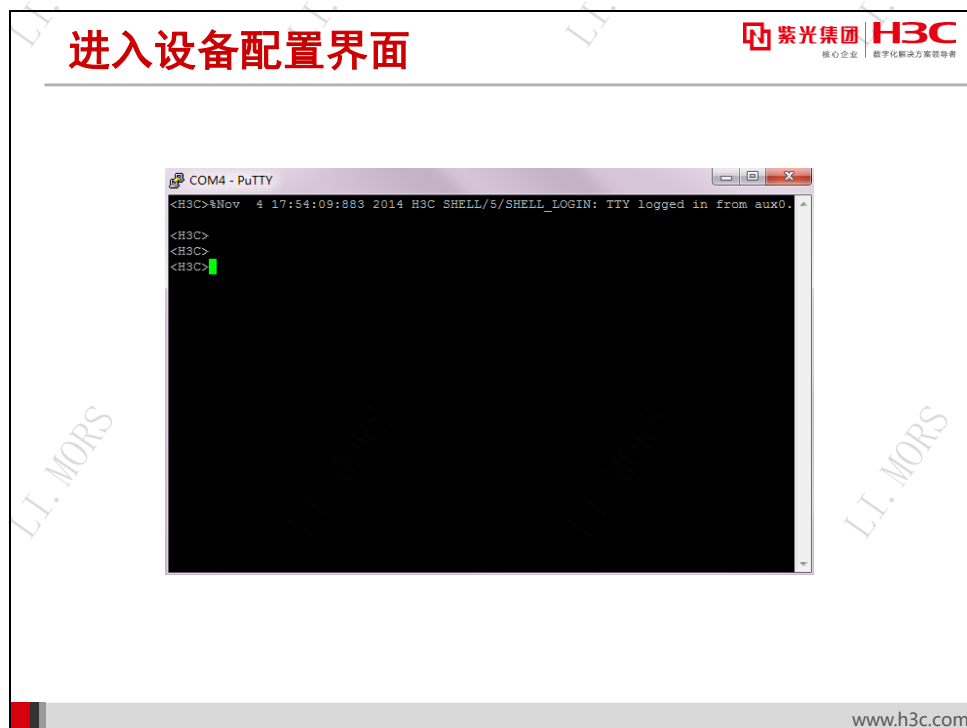 进入设备配置界面
紫光集团 H3C
核心企业 数字化解决方案领导者
COM4 - PuTTY
<H3C>%Nov  4 17:54:09:883 2014 H3C SHELL/5/SHELL_LOGIN: TTY logged in from aux0.
<H3C>
<H3C>
<H3C>
LI. MORS
LI. MORS
LI. MORS
LI. MORS
www.h3c.com